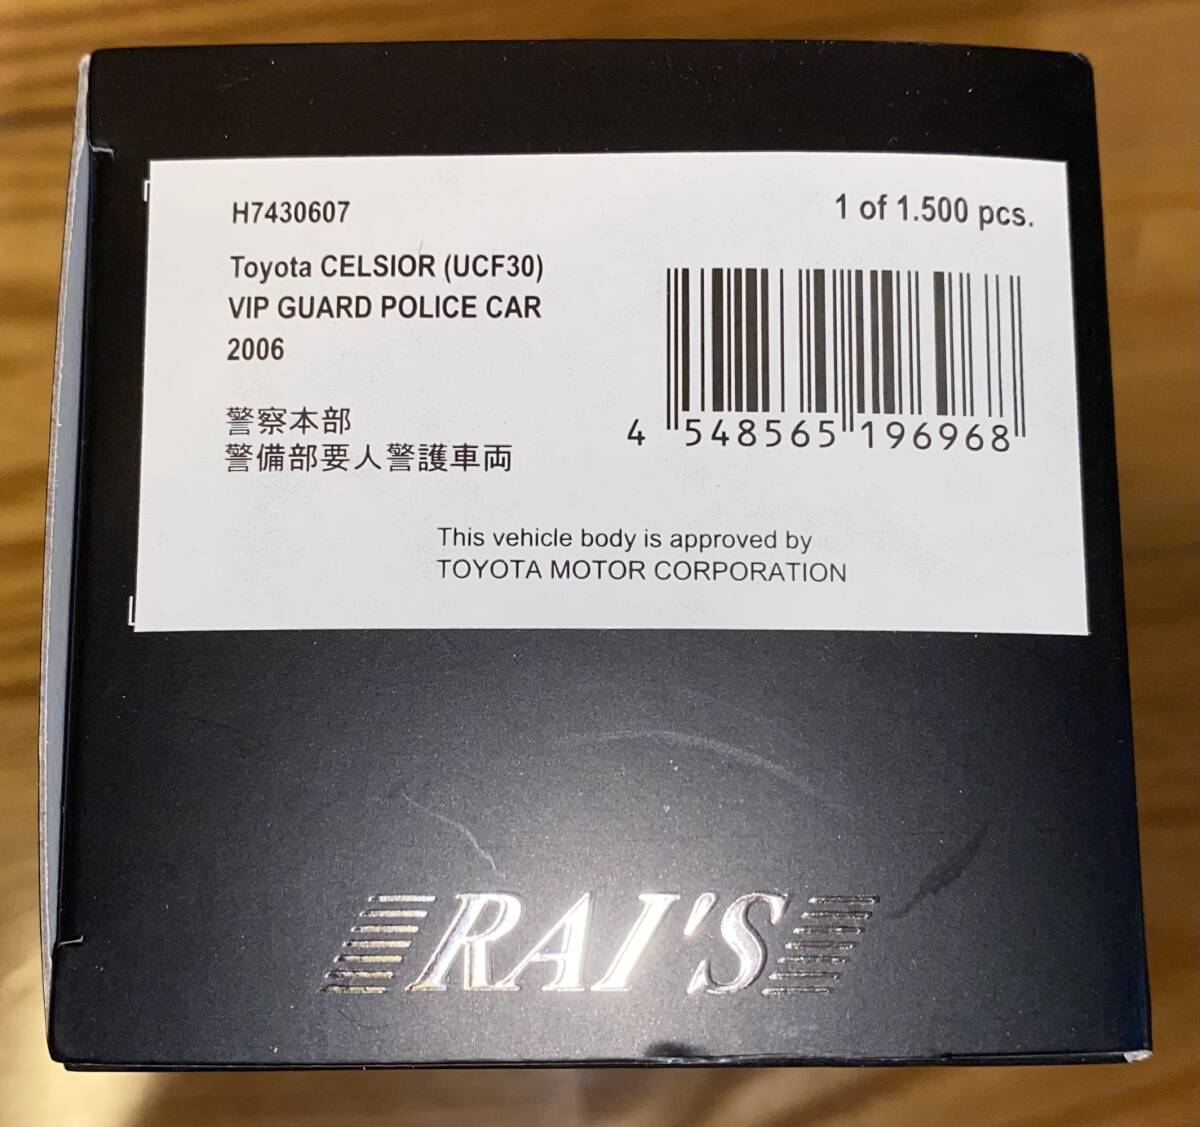 H7430607
1 of 1.500 pcs.
Toyota CELSIOR (UCF30)
VIP GUARD POLICE CAR
2006
警察本部
警備部要人警護車両
4 548565 196968
This vehicle body is approved by
TOYOTA MOTOR CORPORATION
RAI'S